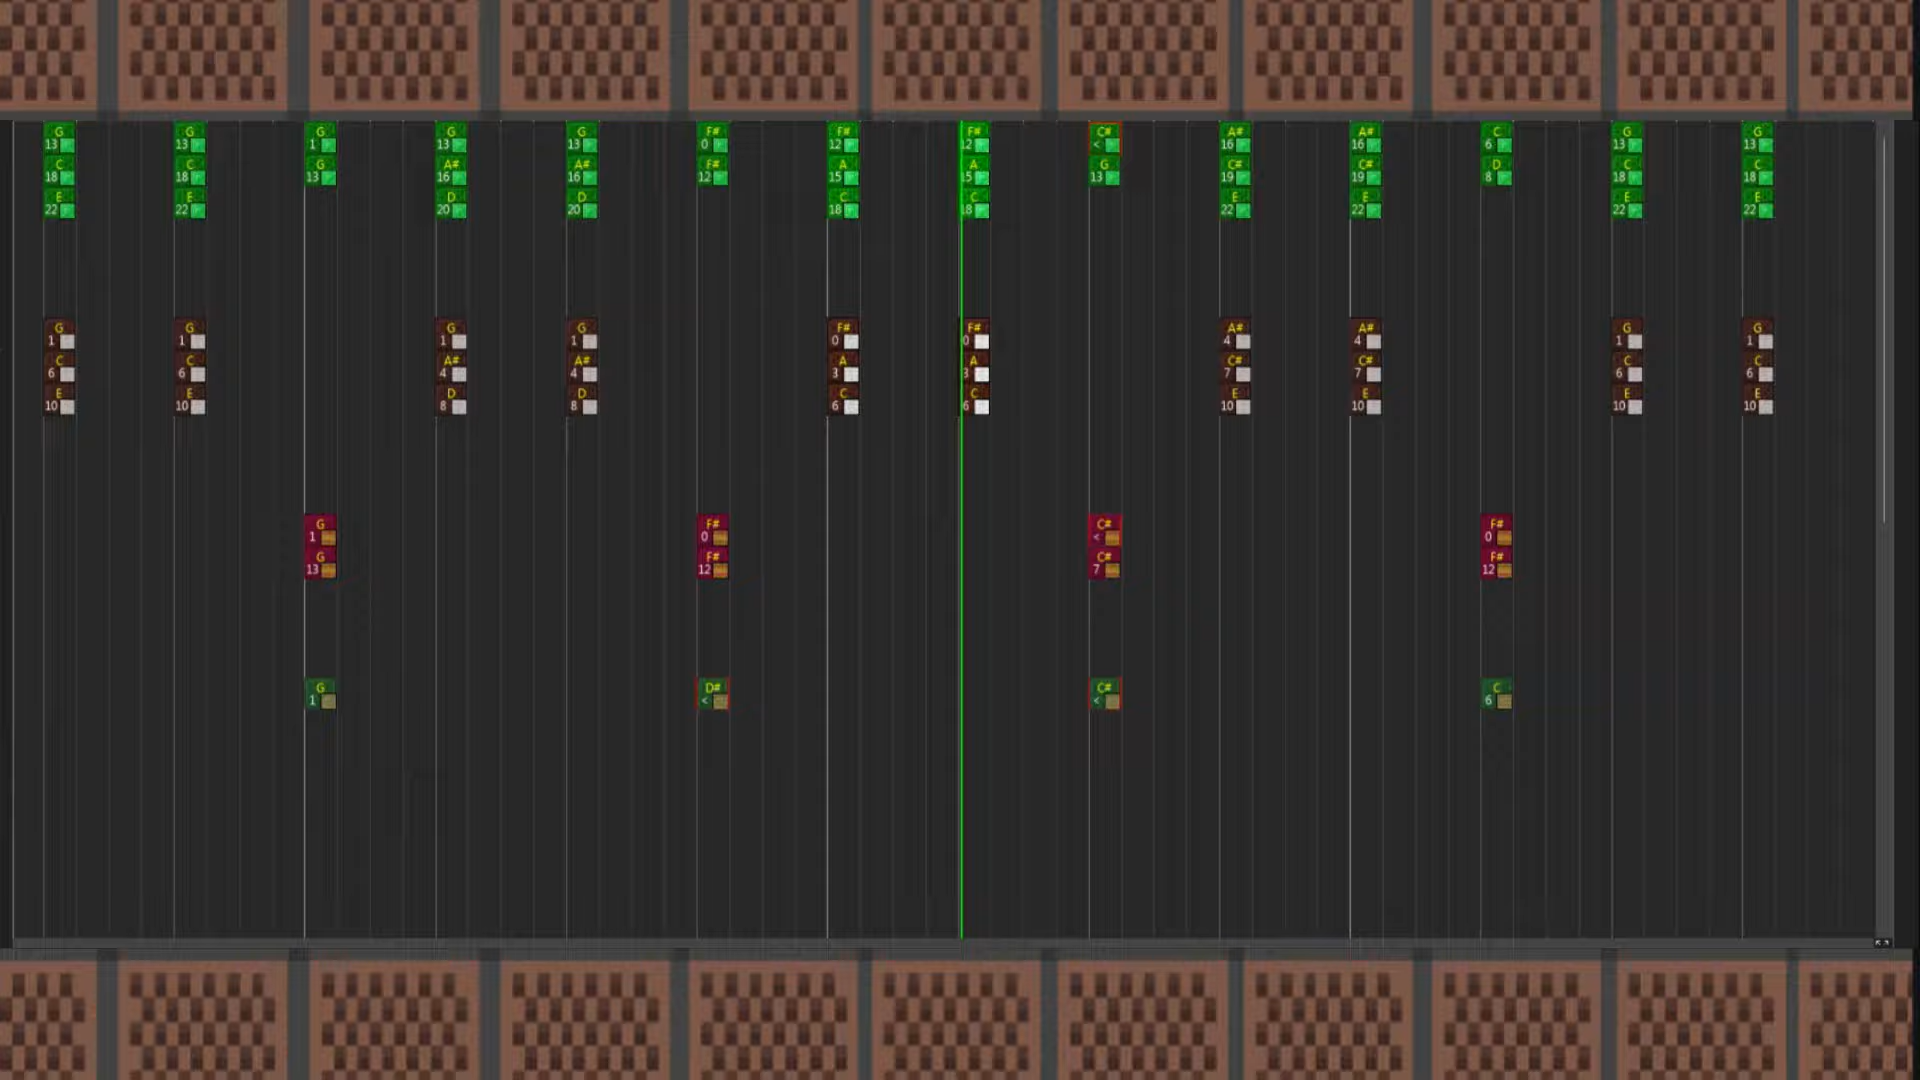 G G G G G F# F# F# C# A# A# C G G
13 13 1 13 13 0 12 12 < 16 16 6 13 13
C C G A# A# F# A A G C# C# D C C
18 18 13 16 16 12 15 15 13 19 19 8 18 18
E E D D C C E E E E
22 22 20 20 18 18 22 22 22 22
G G G G F# F# A# A# G G
1 1 1 1 0 0 4 4 1 1
C C A# A# A A C# C# C C
6 6 4 4 3 3 7 7 6 6
E E D D C C E E E E
10 10 8 8 6 6 10 10 10 10
G F# C# F#
1 0 < 0
G F# C# F#
13 12 7 12
G D# C# C
1 < < 6